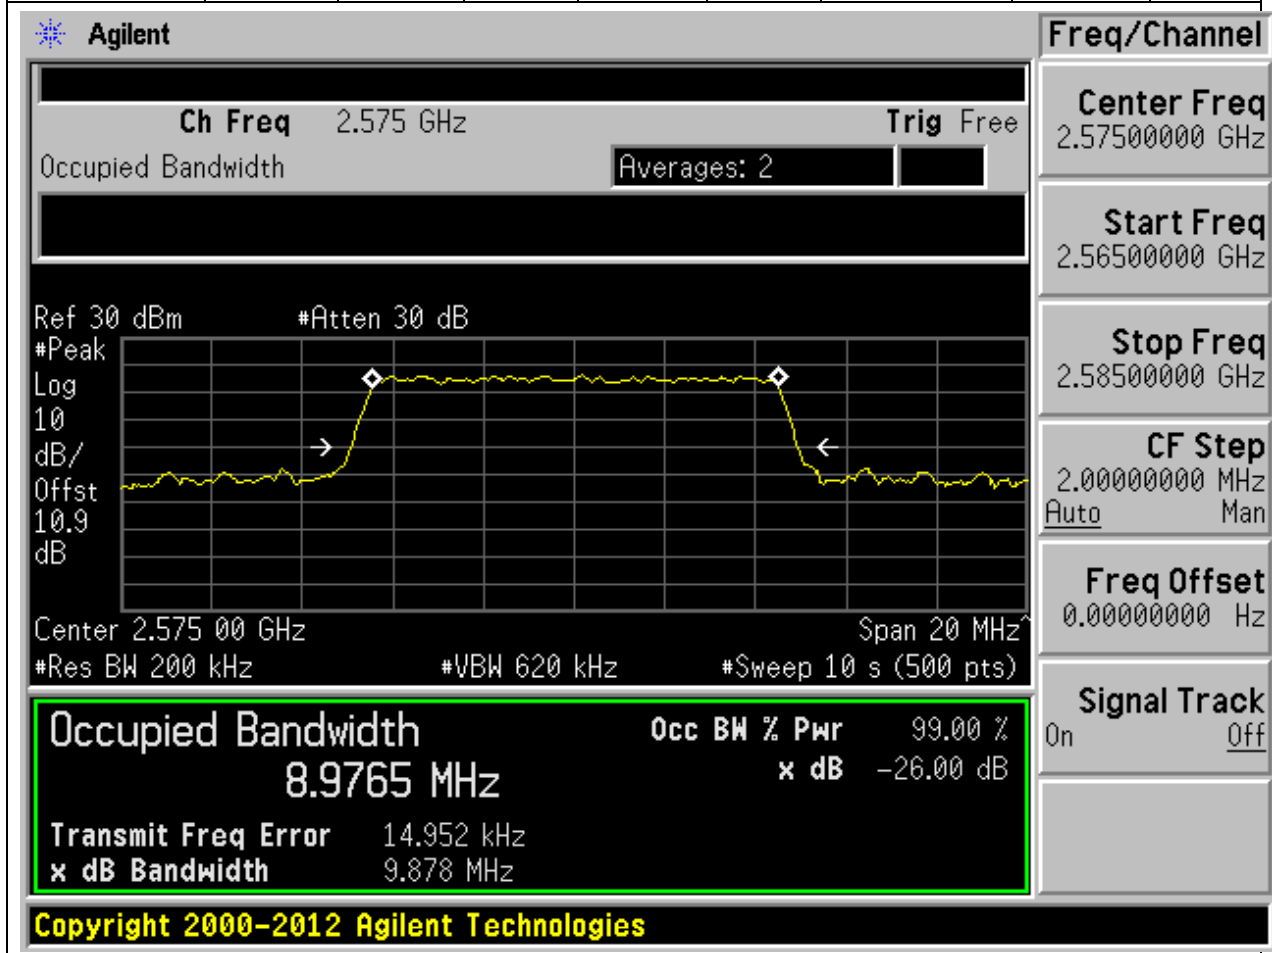 Agilent
Freq/Channel
Ch Freq 2.575 GHz Trig Free
Occupied Bandwidth Averages: 2
Center Freq
2.57500000 GHz
Start Freq
2.56500000 GHz
Stop Freq
2.58500000 GHz
CF Step
2.00000000 MHz
Auto Man
Freq Offset
0.00000000 Hz
Signal Track
On Off
Ref 30 dBm #Atten 30 dB
#Peak
Log
10
dB/
Offst
10.9
dB
Center 2.575 00 GHz Span 20 MHz^
#Res BW 200 kHz #VBW 620 kHz #Sweep 10 s (500 pts)
Occupied Bandwidth Occ BW % Pwr 99.00 %
8.9765 MHz x dB -26.00 dB
Transmit Freq Error 14.952 kHz
x dB Bandwidth 9.878 MHz
Copyright 2000-2012 Agilent Technologies